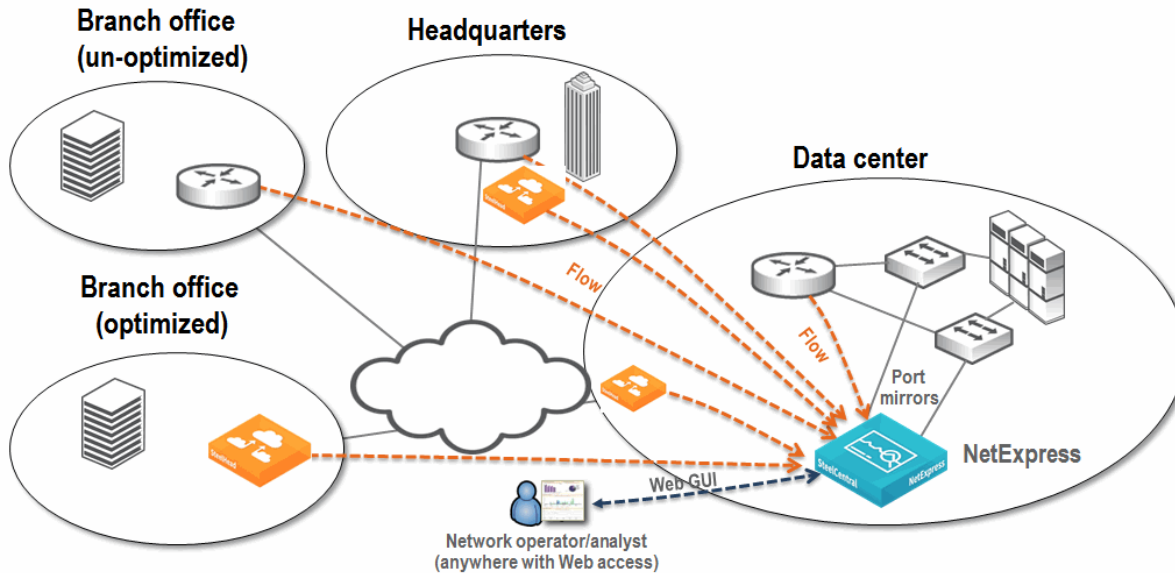 Branch office
(un-optimized)
Headquarters
Data center
Flow
Branch office
(optimized)
Flow
Port
mirrors
Steelhead
SteelCentral
NetExpress
NetExpress
Web GUI
Network operator/analyst
(anywhere with Web access)